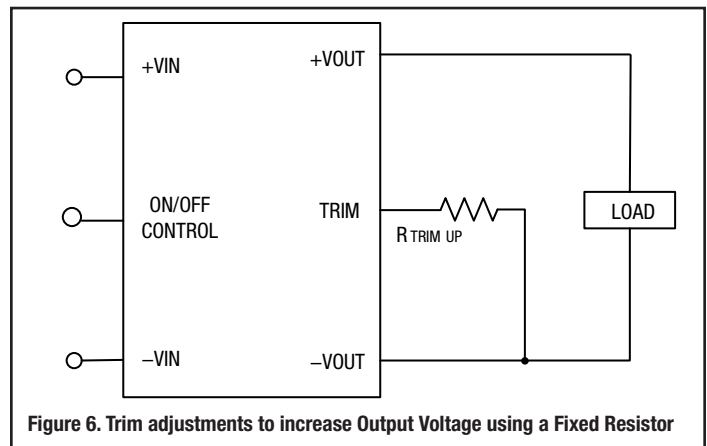 +VIN
+VOUT
ON/OFF
CONTROL
TRIM
R TRIM UP
LOAD
−VIN
−VOUT
Figure 6. Trim adjustments to increase Output Voltage using a Fixed Resistor